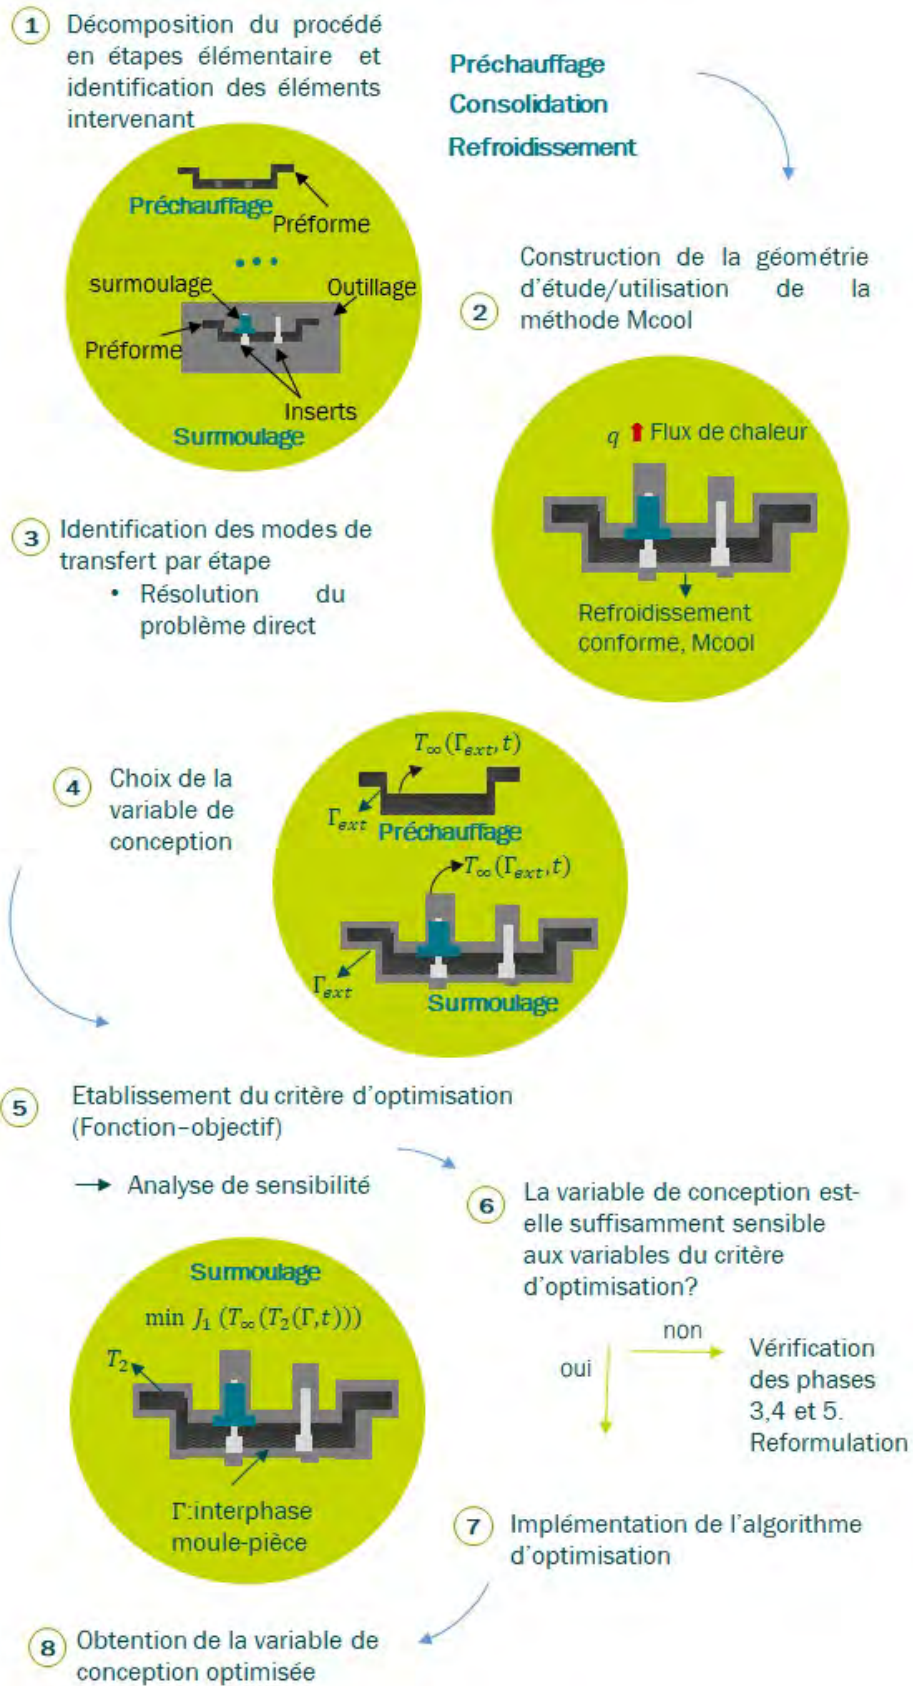 1
Décomposition du procédé
en étapes élémentaire et
identification des éléments
intervenant
Préchauffage
Consolidation
Refroidissement
Préchauffage
Préforme
surmoulage
Outillage
Préforme
Inserts
Surmoulage
2
Construction de la géométrie
d'étude/utilisation de la
méthode Mcool
q Flux de chaleur
Refroidissement
conforme, Mcool
3
Identification des modes de
transfert par étape
• Résolution du
problème direct
4
Choix de la
variable de
conception
T∞(Γext, t)
Γext
Préchauffage
T∞(Γext, t)
Γext
Surmoulage
5
Etablissement du critère d'optimisation
(Fonction-objectif)
→ Analyse de sensibilité
Surmoulage
min J1 (T∞(T2(Γ,t)))
T2
Γ:interphase
moule-pièce
6
La variable de conception est-
elle suffisamment sensible
aux variables du critère
d'optimisation?
non
oui
Vérification
des phases
3,4 et 5.
Reformulation
7
Implémentation de l'algorithme
d'optimisation
8
Obtention de la variable de
conception optimisée